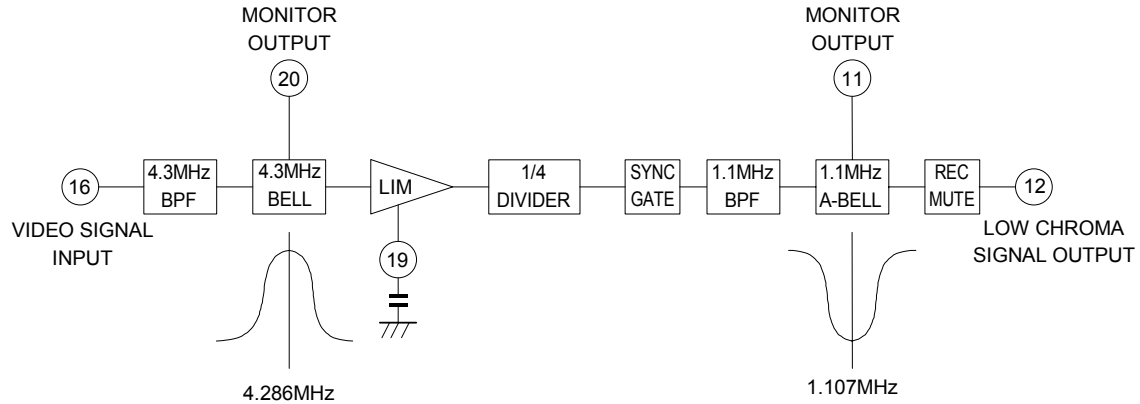 MONITOR
OUTPUT
20
MONITOR
OUTPUT
11
16
4.3MHz
BPF
4.3MHz
BELL
LIM
1/4
DIVIDER
SYNC
GATE
1.1MHz
BPF
1.1MHz
A-BELL
REC
MUTE
12
VIDEO SIGNAL
INPUT
19
LOW CHROMA
SIGNAL OUTPUT
4.286MHz
1.107MHz